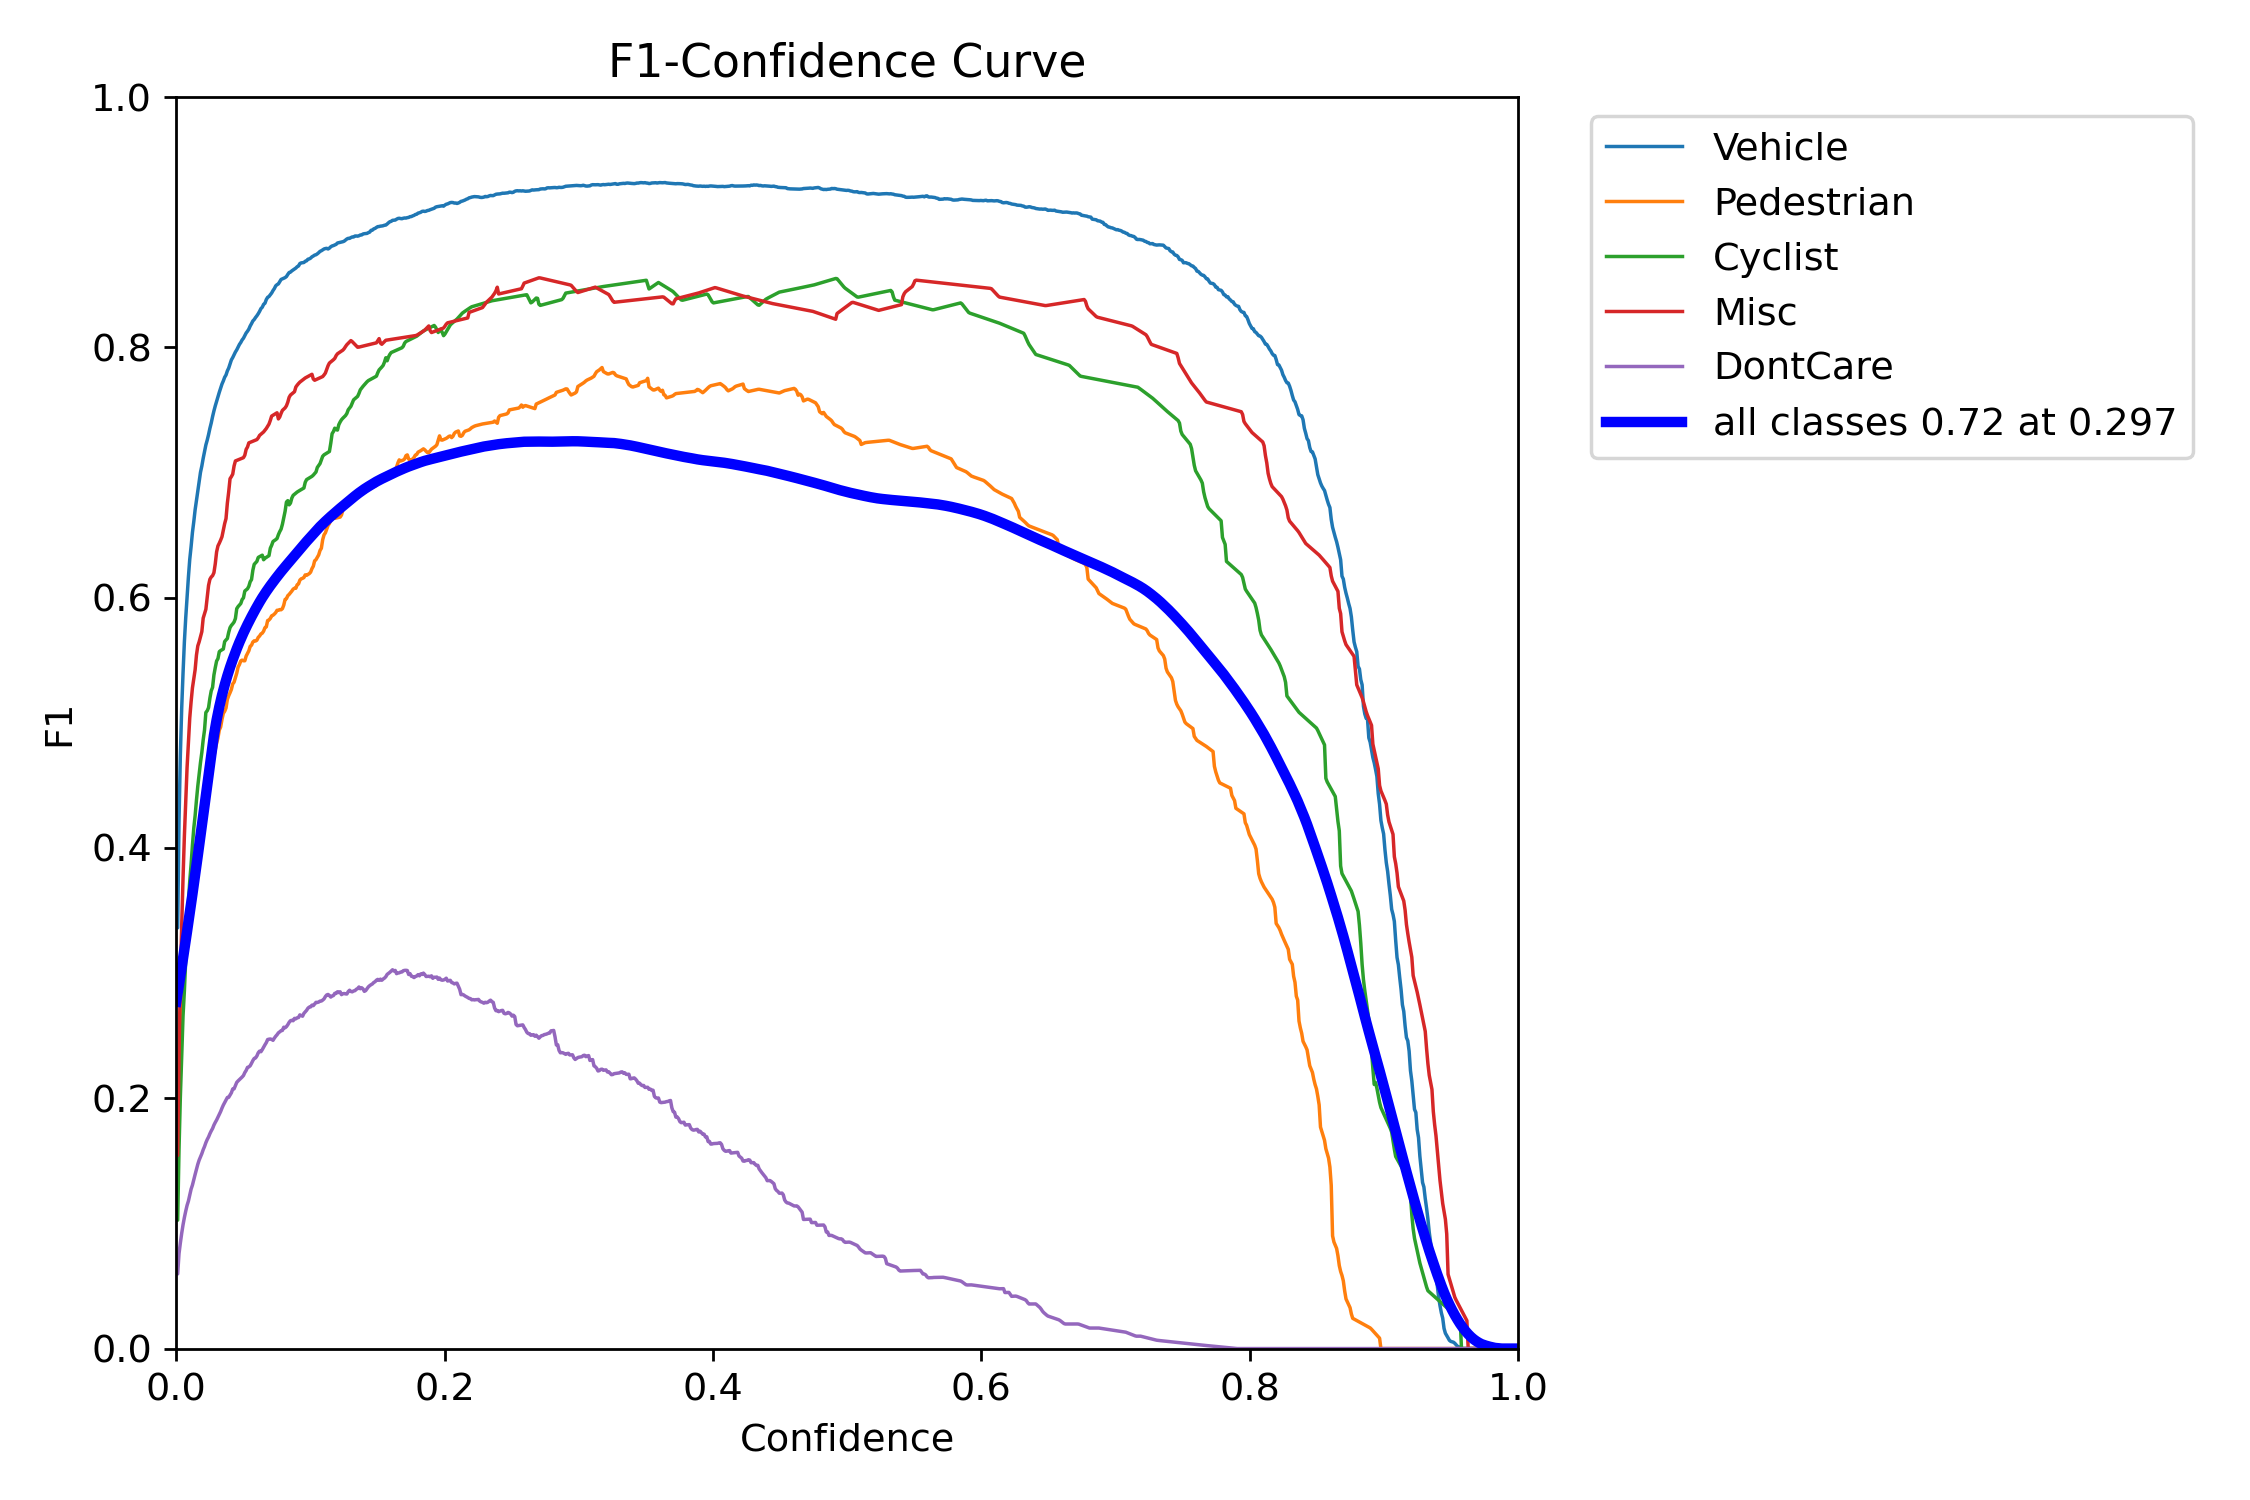 F1-Confidence Curve
1.0
0.8
0.6
0.4
0.2
0.0
F1
0.0 0.2 0.4 0.6 0.8 1.0
Confidence
Vehicle
Pedestrian
Cyclist
Misc
DontCare
all classes 0.72 at 0.297